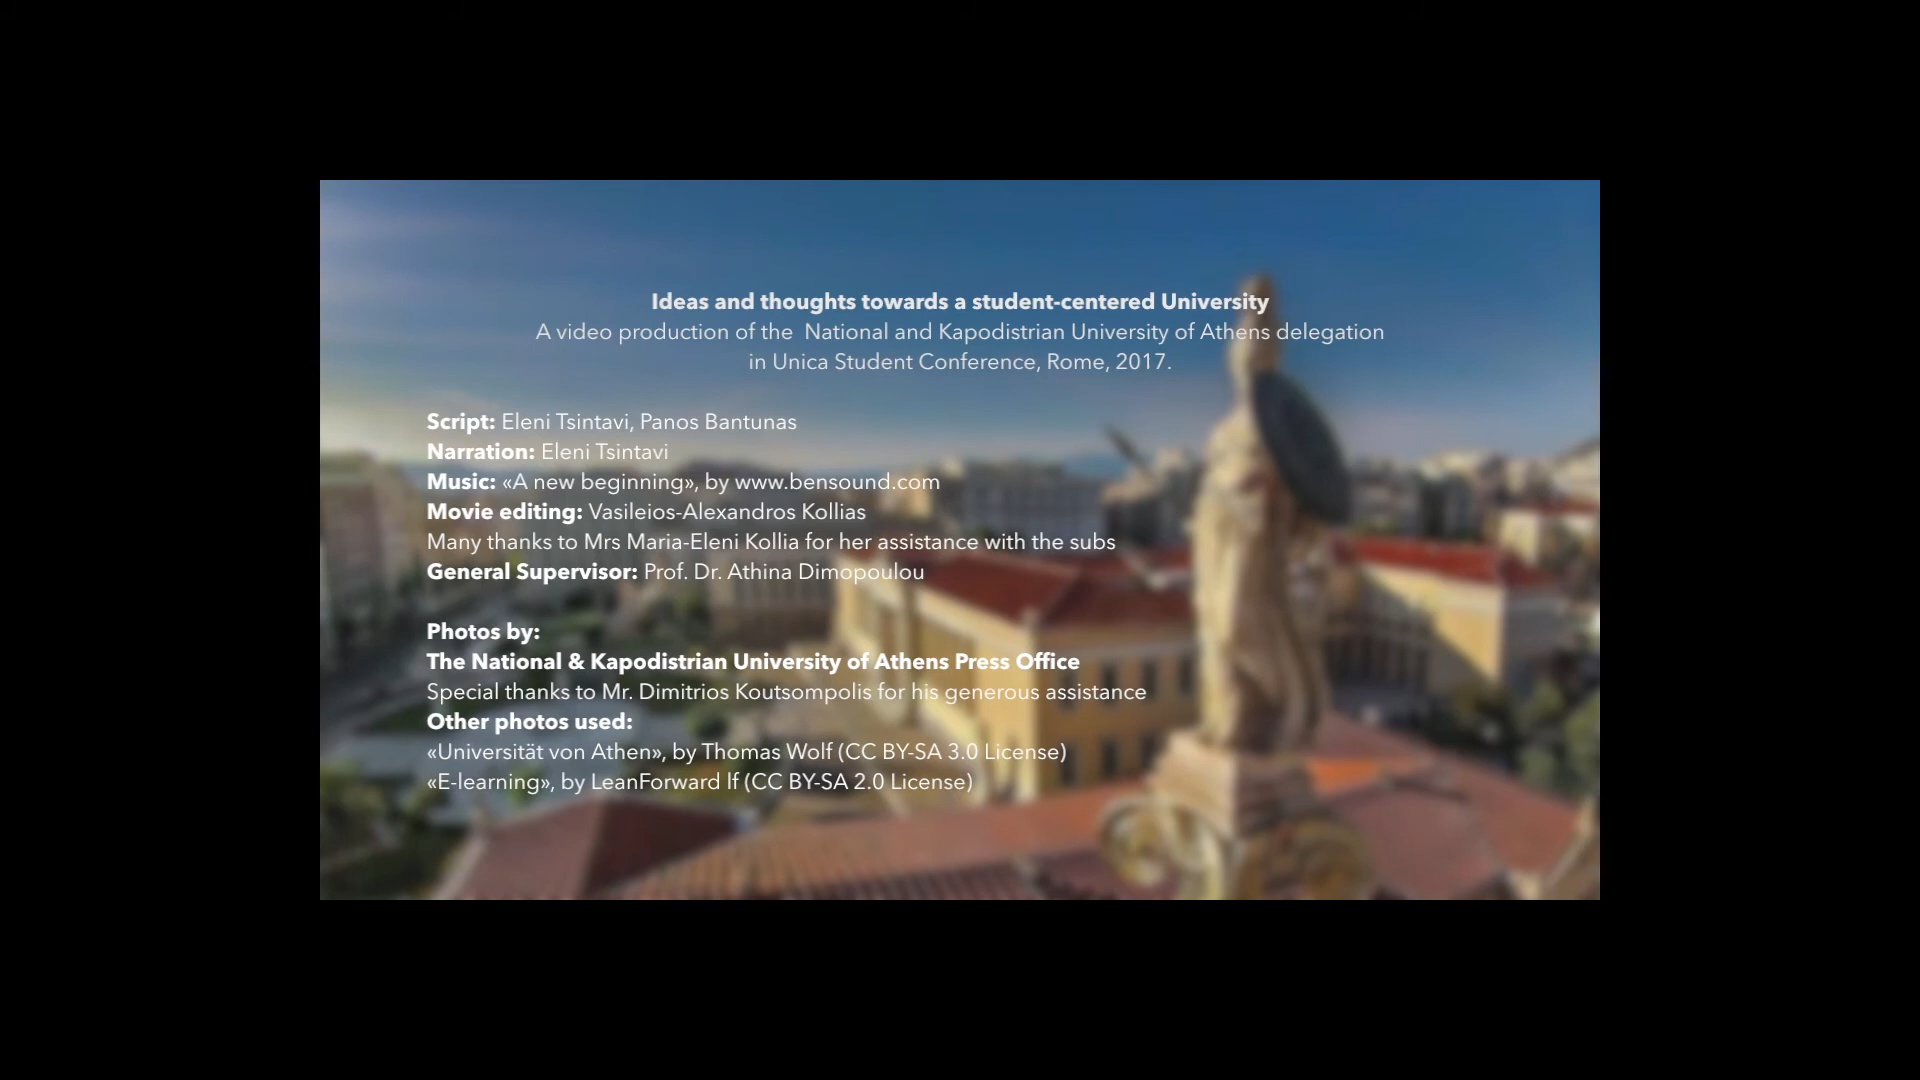 Ideas and thoughts towards a student-centered University
A video production of the National and Kapodistrian University of Athens delegation
in Unica Student Conference, Rome, 2017.
Script: Eleni Tsintavi, Panos Bantunas
Narration: Eleni Tsintavi
Music: «A new beginning», by www.bensound.com
Movie editing: Vasileios-Alexandros Kollias
Many thanks to Mrs Maria-Eleni Kollia for her assistance with the subs
General Supervisor: Prof. Dr. Athina Dimopoulou
Photos by:
The National & Kapodistrian University of Athens Press Office
Special thanks to Mr. Dimitrios Koutsompolis for his generous assistance
Other photos used:
«Universität von Athen», by Thomas Wolf (CC BY-SA 3.0 License)
«E-learning», by LeanForward lf (CC BY-SA 2.0 License)